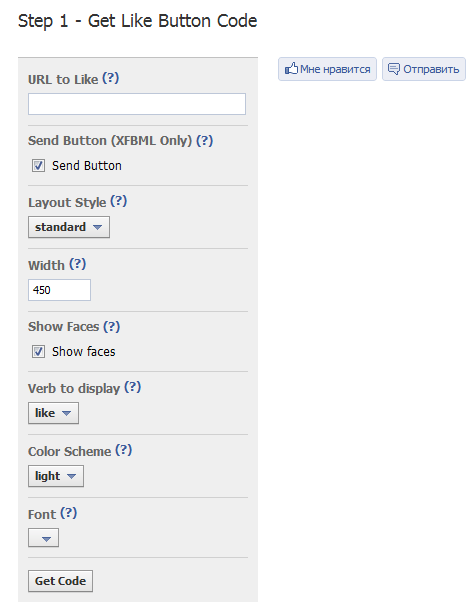 Step 1 - Get Like Button Code
URL to Like (?)
Мне нравится
Отправить
Send Button (XFBML Only) (?)
Send Button
Layout Style (?)
standard
Width (?)
450
Show Faces (?)
Show faces
Verb to display (?)
like
Color Scheme (?)
light
Font (?)
Get Code